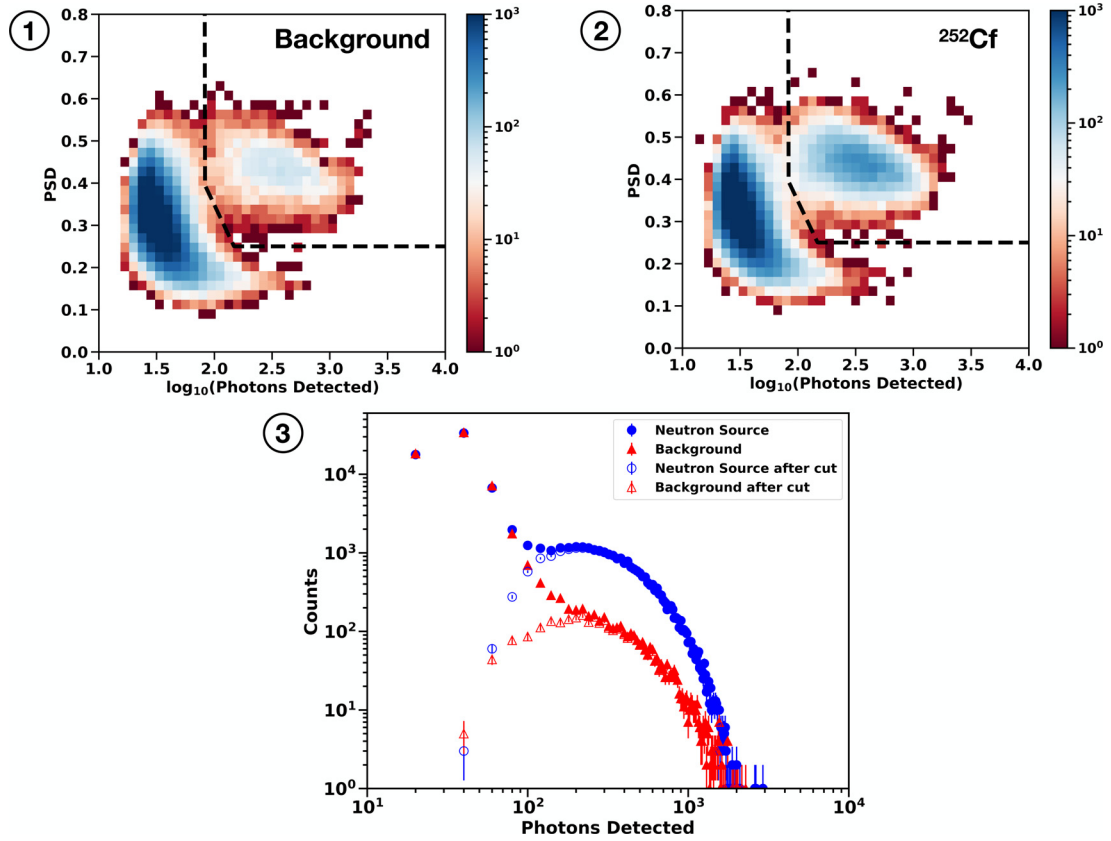 1
Background
0.8
0.7
0.6
0.5
0.4
0.3
0.2
0.1
0.0
PSD
1.0 1.5 2.0 2.5 3.0 3.5 4.0
log10(Photons Detected)
10³
10²
10¹
10⁰
2
²⁵²Cf
0.8
0.7
0.6
0.5
0.4
0.3
0.2
0.1
0.0
PSD
1.0 1.5 2.0 2.5 3.0 3.5 4.0
log₁₀(Photons Detected)
10³
10²
10¹
10⁰
3
Neutron Source
Background
Neutron Source after cut
Background after cut
10⁴
10³
10²
10¹
10⁰
Counts
10¹ 10² 10³ 10⁴
Photons Detected